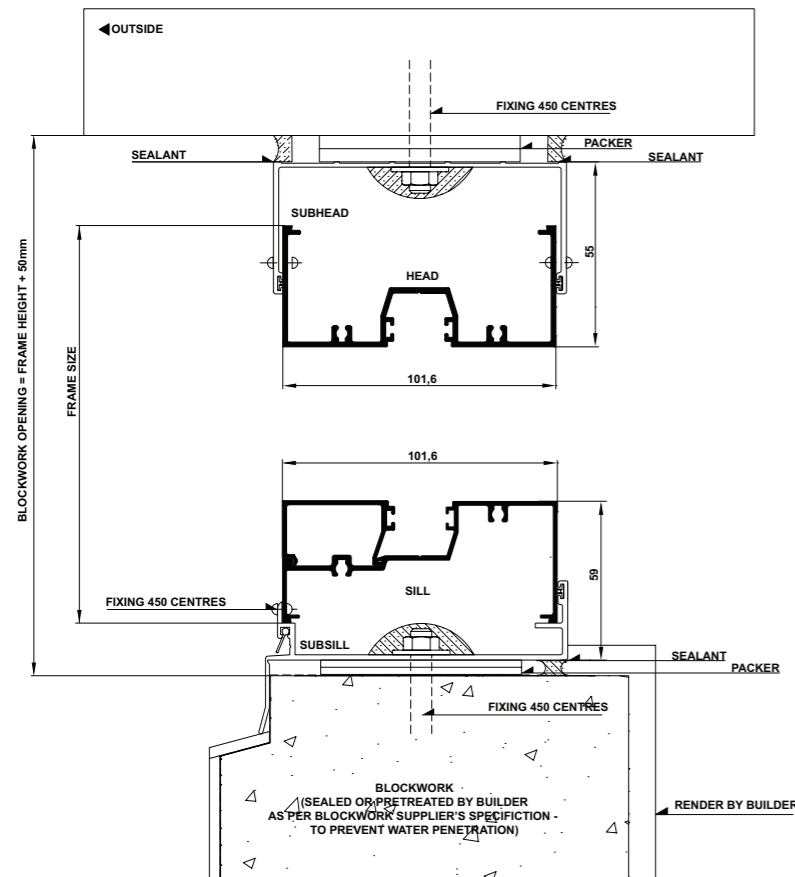 OUTSIDE
FIXING 450 CENTRES
PACKER
SEALANT
SEALANT
SUBHEAD
55
HEAD
101,6
FRAME SIZE
BLOCKWORK OPENING = FRAME HEIGHT + 50mm
101,6
59
SILL
FIXING 450 CENTRES
SUBSILL
SEALANT
PACKER
FIXING 450 CENTRES
BLOCKWORK
(SEALED OR PRETREATED BY BUILDER
AS PER BLOCKWORK SUPPLIER'S SPECIFICTION -
TO PREVENT WATER PENETRATION)
RENDER BY BUILDER